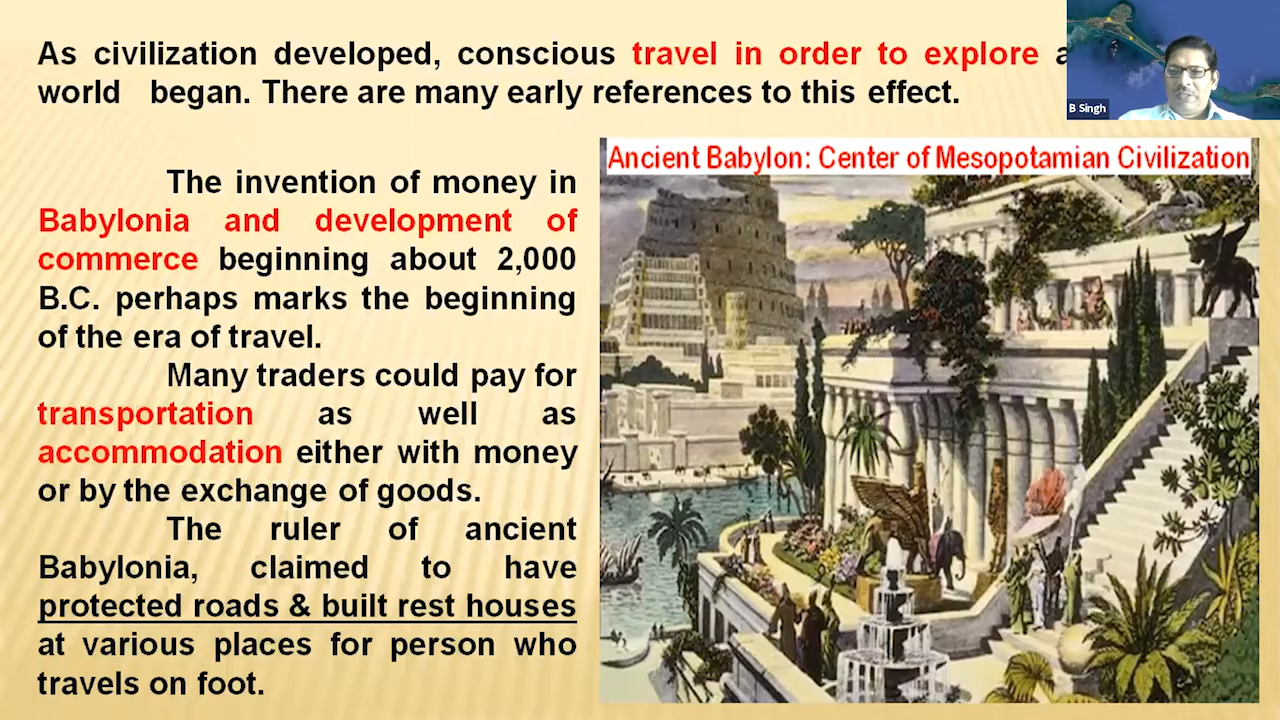 As civilization developed, conscious travel in order to explore
world began. There are many early references to this effect.
B Singh
Ancient Babylon: Center of Mesopotamian Civilization
The invention of money in
Babylonia and development of
commerce beginning about 2,000
B.C. perhaps marks the beginning
of the era of travel.
Many traders could pay for
transportation as well as
accommodation either with money
or by the exchange of goods.
The ruler of ancient
Babylonia, claimed to have
protected roads & built rest houses
at various places for person who
travels on foot.